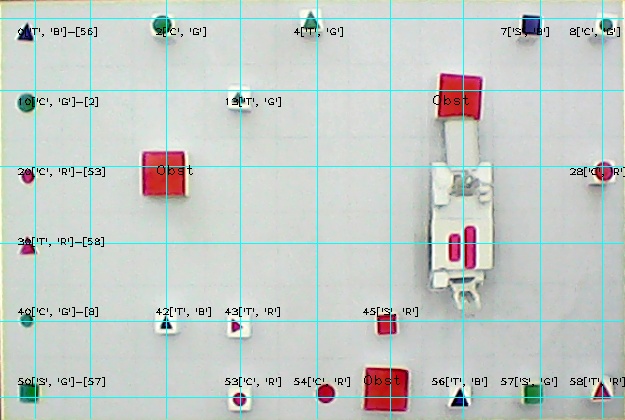 0['T', 'B']-[56]
2['C', 'G']
4['T', 'G']
7['S', 'B']
8['C', 'G']
10['C', 'G']-[2]
13['T', 'G']
Obst
20['C', 'R']-[53]
Obst
28['C', 'R']
30['T', 'R']-[58]
40['C', 'G']-[8]
42['T', 'B']
43['T', 'R']
45['S', 'R']
50['S', 'G']-[57]
53['C', 'R']
54['C', 'R']
Obst
56['T', 'B']
57['S', 'G']
58['T', 'R']